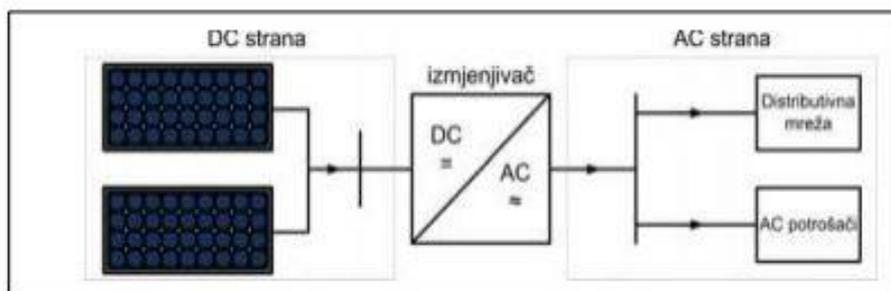 DC strana
AC strana
izmjenjivač
DC
=
AC
≈
Distributivna
mreža
AC potrošači